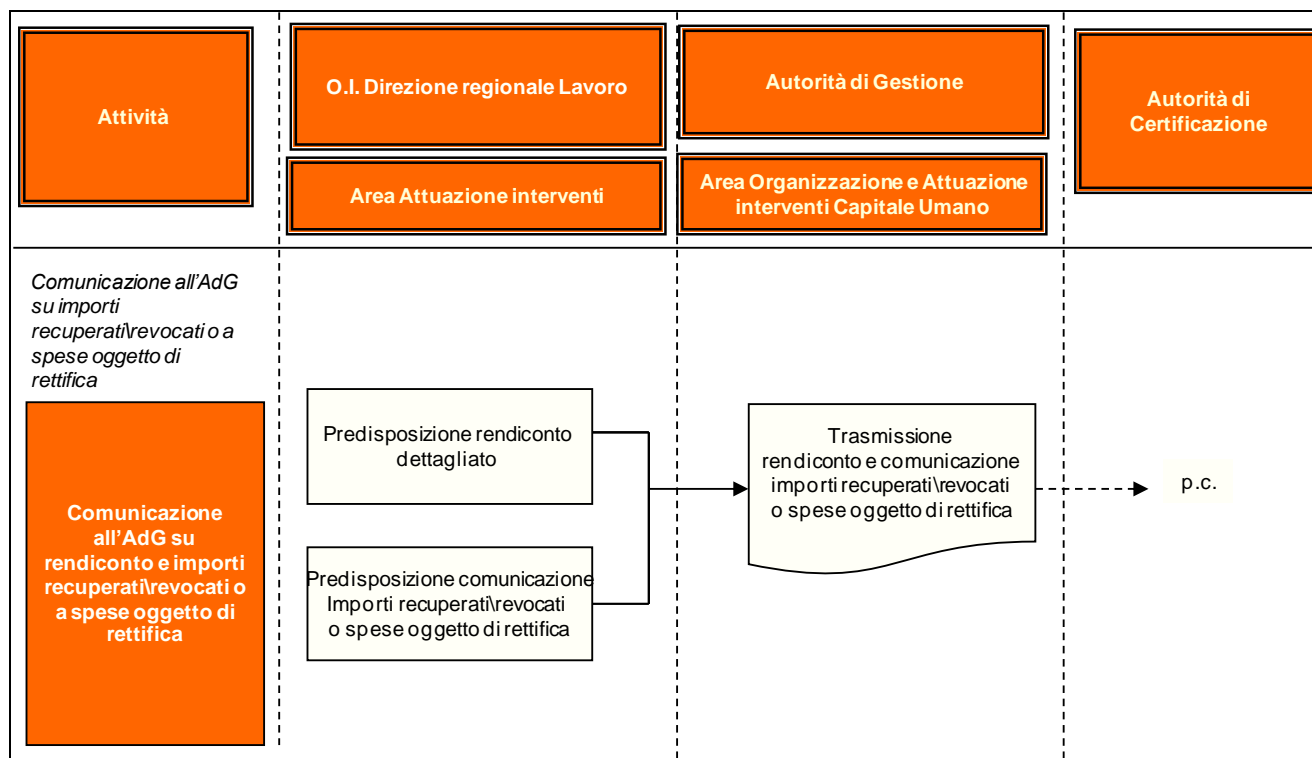 Attività
O.I. Direzione regionale Lavoro
Area Attuazione interventi
Autorità di Gestione
Area Organizzazione e Attuazione
interventi Capitale Umano
Autorità di
Certificazione
Comunicazione all'AdG
su importi
recuperati\revocati o a
spese oggetto di
rettifica
Comunicazione
all'AdG su
rendiconto e importi
recuperati\revocati o
a spese oggetto di
rettifica
Predisposizione rendiconto
dettagliato
Predisposizione comunicazione
Importi recuperati\revocati
o spese oggetto di rettifica
Trasmissione
rendiconto e comunicazione
importi recuperati\revocati
o spese oggetto di rettifica
p.c.